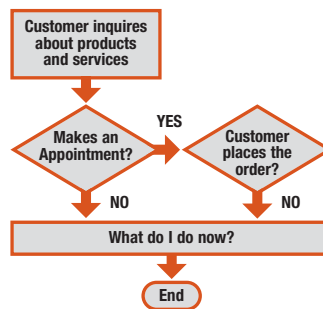 Customer inquires
about products
and services
Makes an
Appointment?
YES
Customer
places the
order?
NO
NO
What do I do now?
End